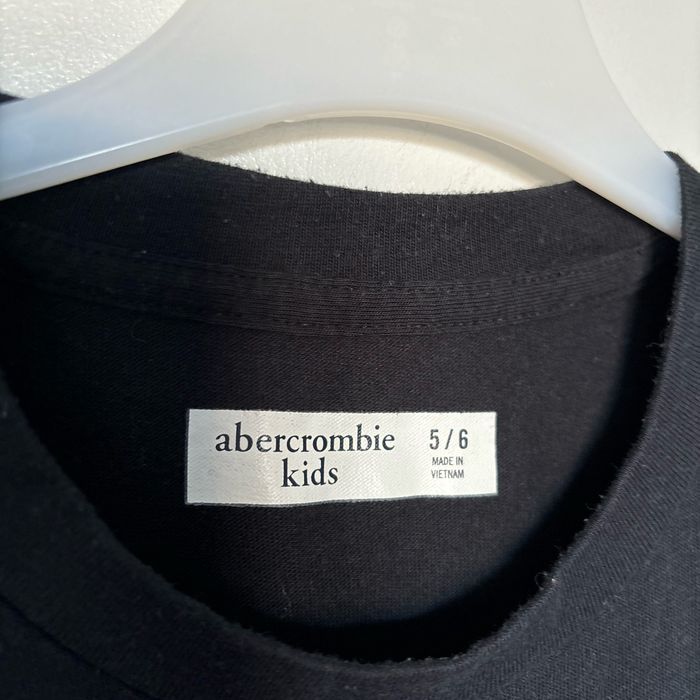 abercrombie
kids
5/6
MADE IN
VIETNAM